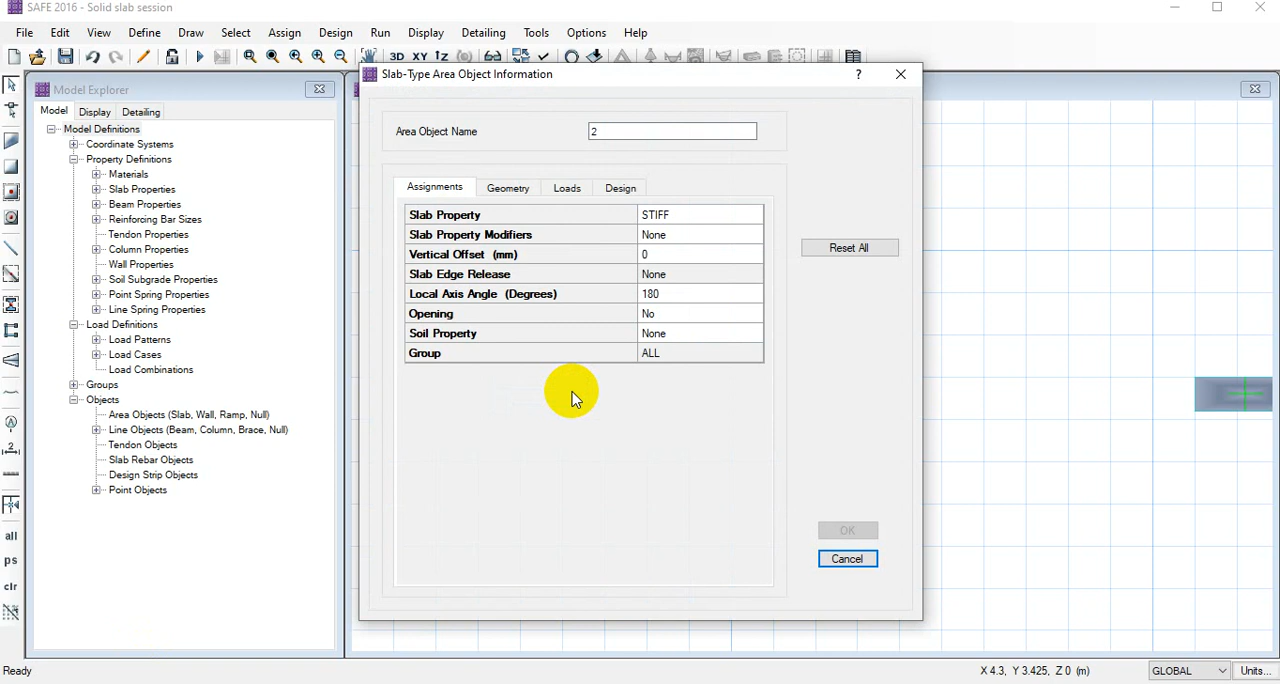 SAFE 2016 - Solid slab session
File Edit View Define Draw Select Assign Design Run Display Detailing Tools Options Help
3D XY
Model Explorer
Model Display Detailing
Model Definitions
Coordinate Systems
Property Definitions
Materials
Slab Properties
Beam Properties
Reinforcing Bar Sizes
Tendon Properties
Column Properties
Wall Properties
Soil Subgrade Properties
Point Spring Properties
Line Spring Properties
Load Definitions
Load Patterns
Load Cases
Load Combinations
Groups
Objects
Area Objects (Slab, Wall, Ramp, Null)
Line Objects (Beam, Column, Brace, Null)
Tendon Objects
Slab Rebar Objects
Design Strip Objects
Point Objects
all
ps
clr
Slab-Type Area Object Information ?
Area Object Name 2
Assignments Geometry Loads Design
Slab Property STIFF
Slab Property Modifiers None
Vertical Offset (mm) 0
Slab Edge Release None
Local Axis Angle (Degrees) 180
Opening No
Soil Property None
Group ALL
Reset All
OK
Cancel
Ready X 4.3, Y 3.425, Z 0 (m) GLOBAL Units...